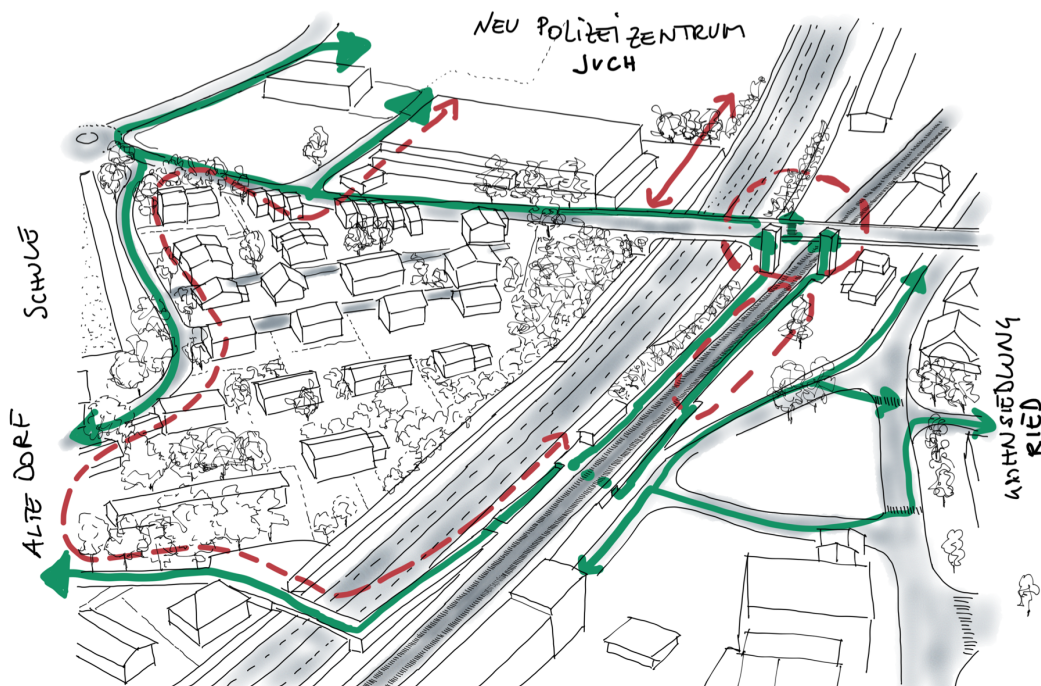 NEU POLIZEIZENTRUM
JUCH
SCHULE
ALTE DORF
WOHNSIEDLUNG
RIED